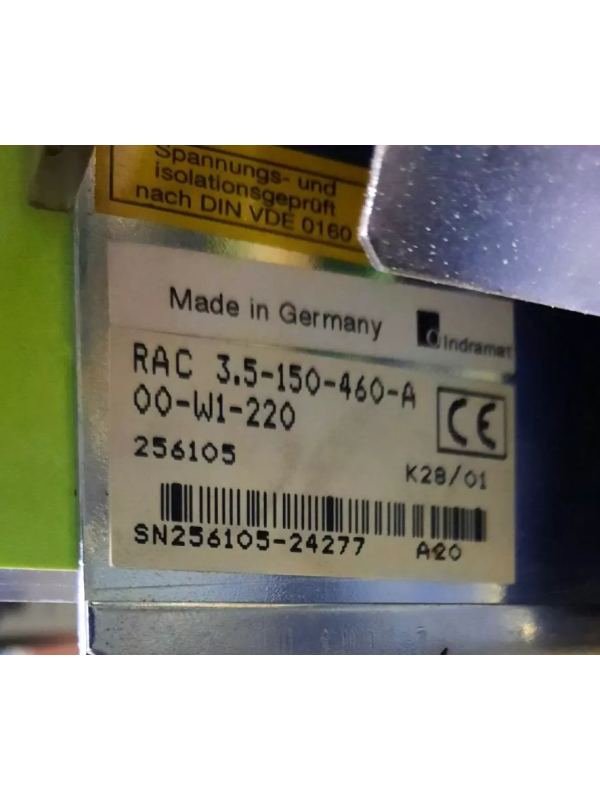 Spannungs- und
isolationsgeprüft
nach DIN VDE 0160
Made in Germany
Indramat
RAC 3.5-150-460-A
00-W1-220
CE
256105
K28/01
SN256105-24277 A20